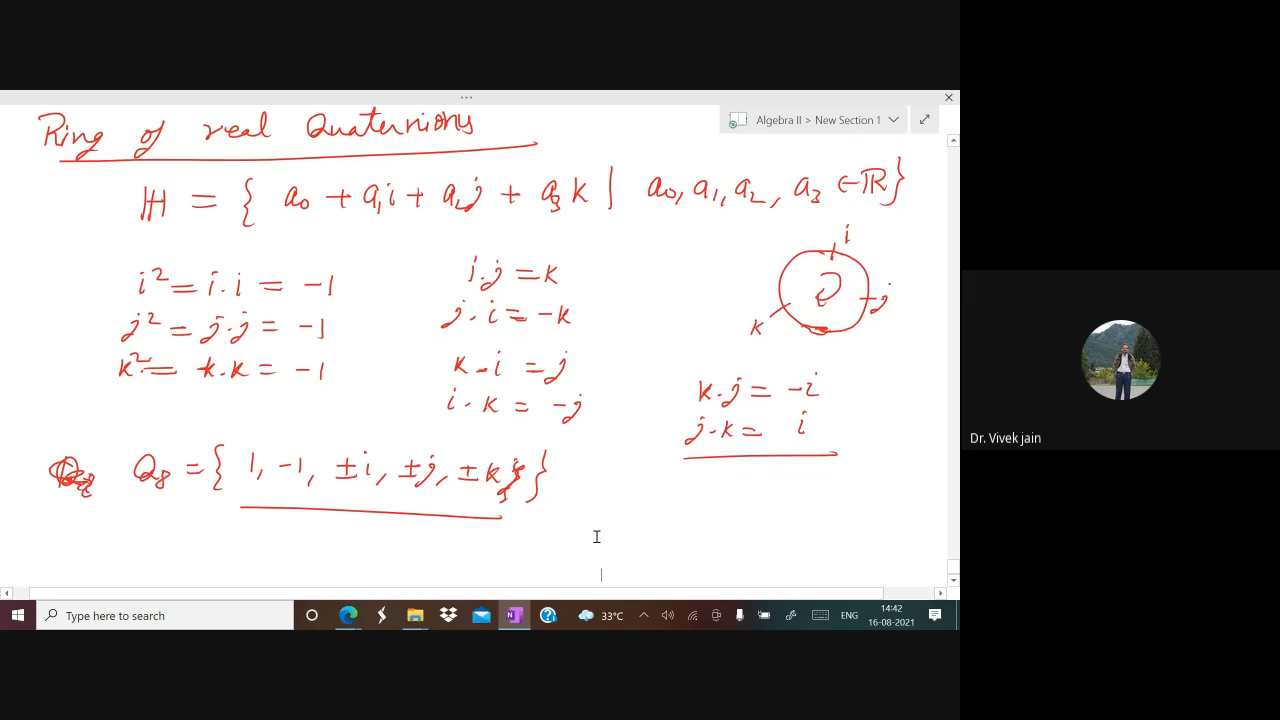 Algebra II > New Section 1
Ring of real Quaternions
ℍ = { a₀ + a₁i + a₂j + a₃k | a₀, a₁, a₂, a₃ ∈ ℝ}
i
j
k
i² = i.i = -1
j² = j.j = -1
k² = k.k = -1
i.j = k
j.i = -k
k.i = j
i.k = -j
k.j = -i
j.k = i
Q₈ = { 1, -1, ±i, ±j, ±k }
Dr. Vivek jain
Type here to search
33°C
ENG
14:42
16-08-2021